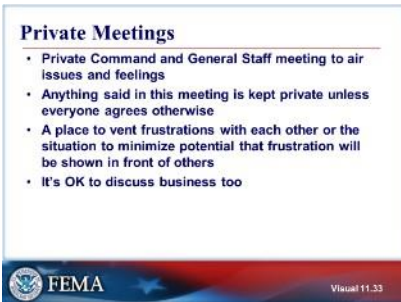 Private Meetings
• Private Command and General Staff meeting to air
issues and feelings
• Anything said in this meeting is kept private unless
everyone agrees otherwise
• A place to vent frustrations with each other or the
situation to minimize potential that frustration will
be shown in front of others
• It's OK to discuss business too
FEMA
Visual 11.33